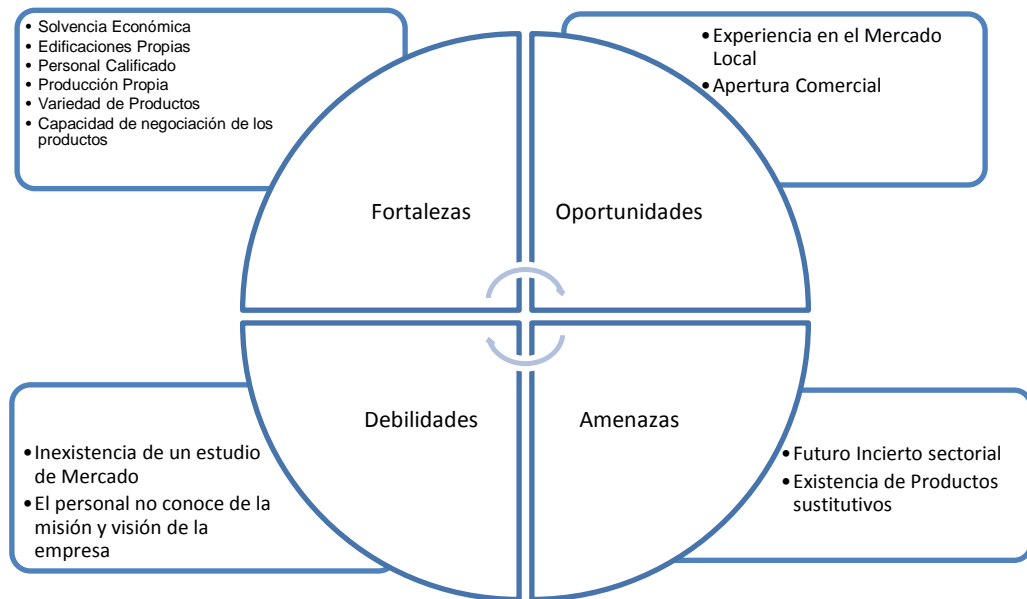 • Solvencia Económica
• Edificaciones Propias
• Personal Calificado
• Producción Propia
• Variedad de Productos
• Capacidad de negociación de los
productos
• Experiencia en el Mercado
Local
• Apertura Comercial
Fortalezas
Oportunidades
Debilidades
Amenazas
• Inexistencia de un estudio
de Mercado
• El personal no conoce de la
misión y visión de la
empresa
• Futuro Incierto sectorial
• Existencia de Productos
sustitutivos